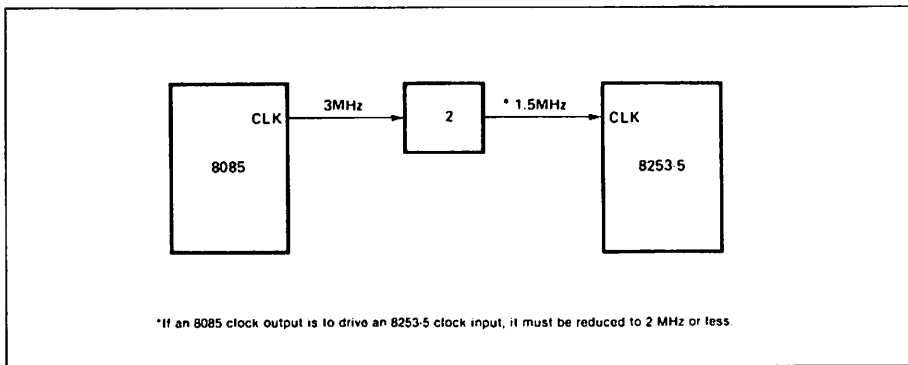 3MHz
* 1.5MHz
CLK
2
CLK
8085
8253-5
*If an 8085 clock output is to drive an 8253-5 clock input, it must be reduced to 2 MHz or less.